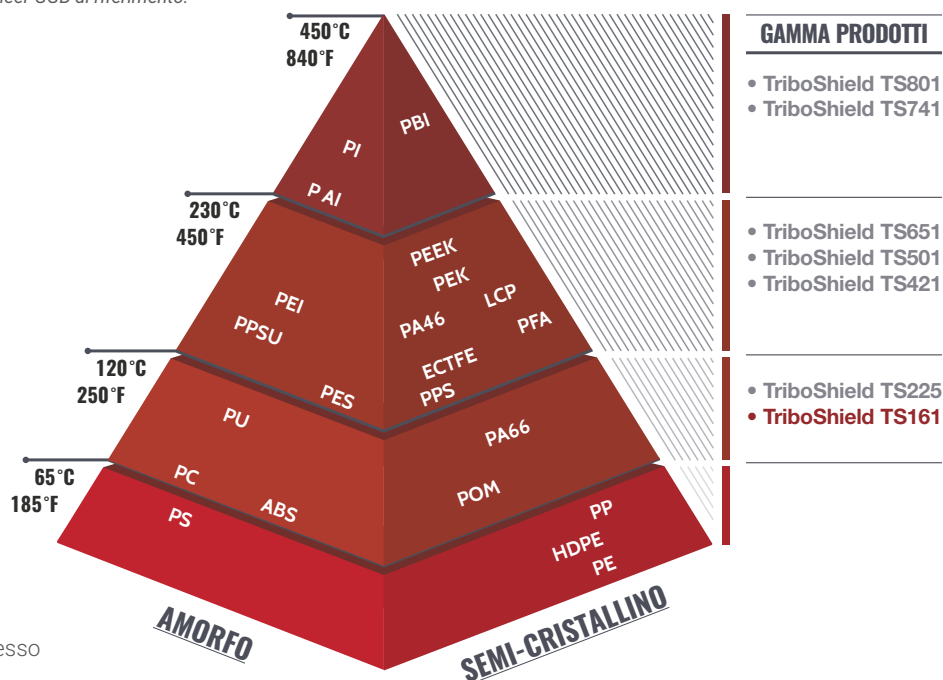 450°C
840°F
GAMMA PRODOTTI
• TriboShield TS801
• TriboShield TS741
PBI
PI
P AI
230°C
450°F
• TriboShield TS651
• TriboShield TS501
• TriboShield TS421
PEEK
PEK
LCP
PEI
PA46
PFA
PPSU
ECTFE
PPS
PES
120°C
250°F
• TriboShield TS225
• TriboShield TS161
PU
PA66
PC
POM
ABS
65°C
185°F
PS
PP
HDPE
PE
AMORFO
SEMI-CRISTALLINO
esso